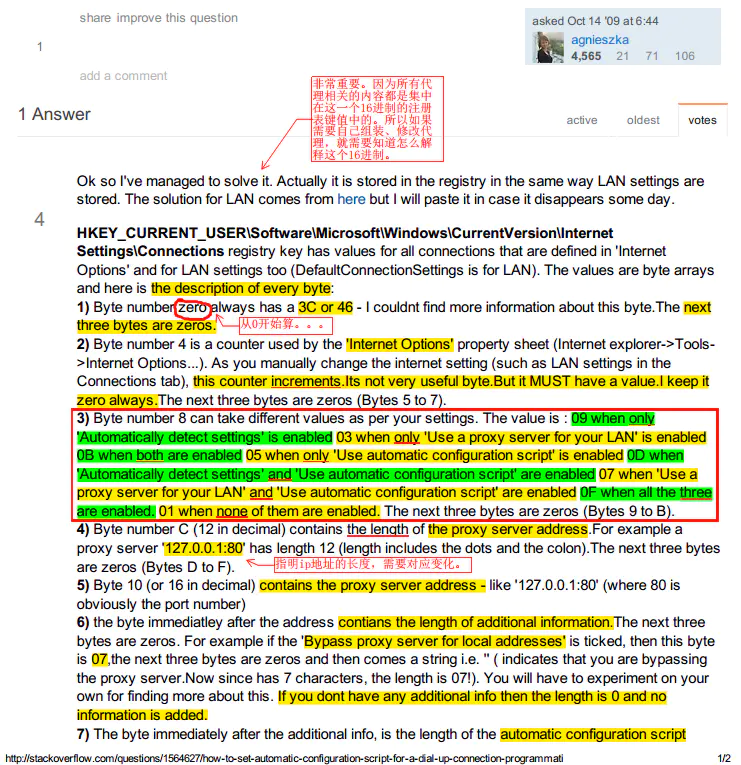 share improve this question
asked Oct 14 '09 at 6:44
agnieszka
4,565 21 71 106
1
add a comment
非常重要。因为所有代
理相关的内容都是集中
在这一个16进制的注册
表键值中的。所以如果
需要自己组装、修改代
理，就需要知道怎么解
释这个16进制。
1 Answer
active oldest votes
Ok so I've managed to solve it. Actually it is stored in the registry in the same way LAN settings are
stored. The solution for LAN comes from here but I will paste it in case it disappears some day.
4
HKEY_CURRENT_USER\Software\Microsoft\Windows\CurrentVersion\Internet
Settings\Connections registry key has values for all connections that are defined in 'Internet
Options' and for LAN settings too (DefaultConnectionSettings is for LAN). The values are byte arrays
and here is the description of every byte:
1) Byte number zero always has a 3C or 46 - I couldnt find more information about this byte.The next
three bytes are zeros.
从0开始算。。。
2) Byte number 4 is a counter used by the 'Internet Options' property sheet (Internet explorer->Tools-
>Internet Options...). As you manually change the internet setting (such as LAN settings in the
Connections tab), this counter increments.Its not very useful byte.But it MUST have a value.I keep it
zero always.The next three bytes are zeros (Bytes 5 to 7).
3) Byte number 8 can take different values as per your settings. The value is : 09 when only
'Automatically detect settings' is enabled 03 when only 'Use a proxy server for your LAN' is enabled
0B when both are enabled 05 when only 'Use automatic configuration script' is enabled 0D when
'Automatically detect settings' and 'Use automatic configuration script' are enabled 07 when 'Use a
proxy server for your LAN' and 'Use automatic configuration script' are enabled 0F when all the three
are enabled. 01 when none of them are enabled. The next three bytes are zeros (Bytes 9 to B).
4) Byte number C (12 in decimal) contains the length of the proxy server address.For example a
proxy server '127.0.0.1:80' has length 12 (length includes the dots and the colon).The next three bytes
are zeros (Bytes D to F).
指明ip地址的长度，需要对应变化。
5) Byte 10 (or 16 in decimal) contains the proxy server address - like '127.0.0.1:80' (where 80 is
obviously the port number)
6) the byte immediatley after the address contians the length of additional information.The next three
bytes are zeros. For example if the 'Bypass proxy server for local addresses' is ticked, then this byte
is 07,the next three bytes are zeros and then comes a string i.e. '' ( indicates that you are bypassing
the proxy server.Now since has 7 characters, the length is 07!). You will have to experiment on your
own for finding more about this. If you dont have any additional info then the length is 0 and no
information is added.
7) The byte immediately after the additional info, is the length of the automatic configuration script
http://stackoverflow.com/questions/1564627/how-to-set-automatic-configuration-script-for-a-dial-up-connection-programmati
1/2